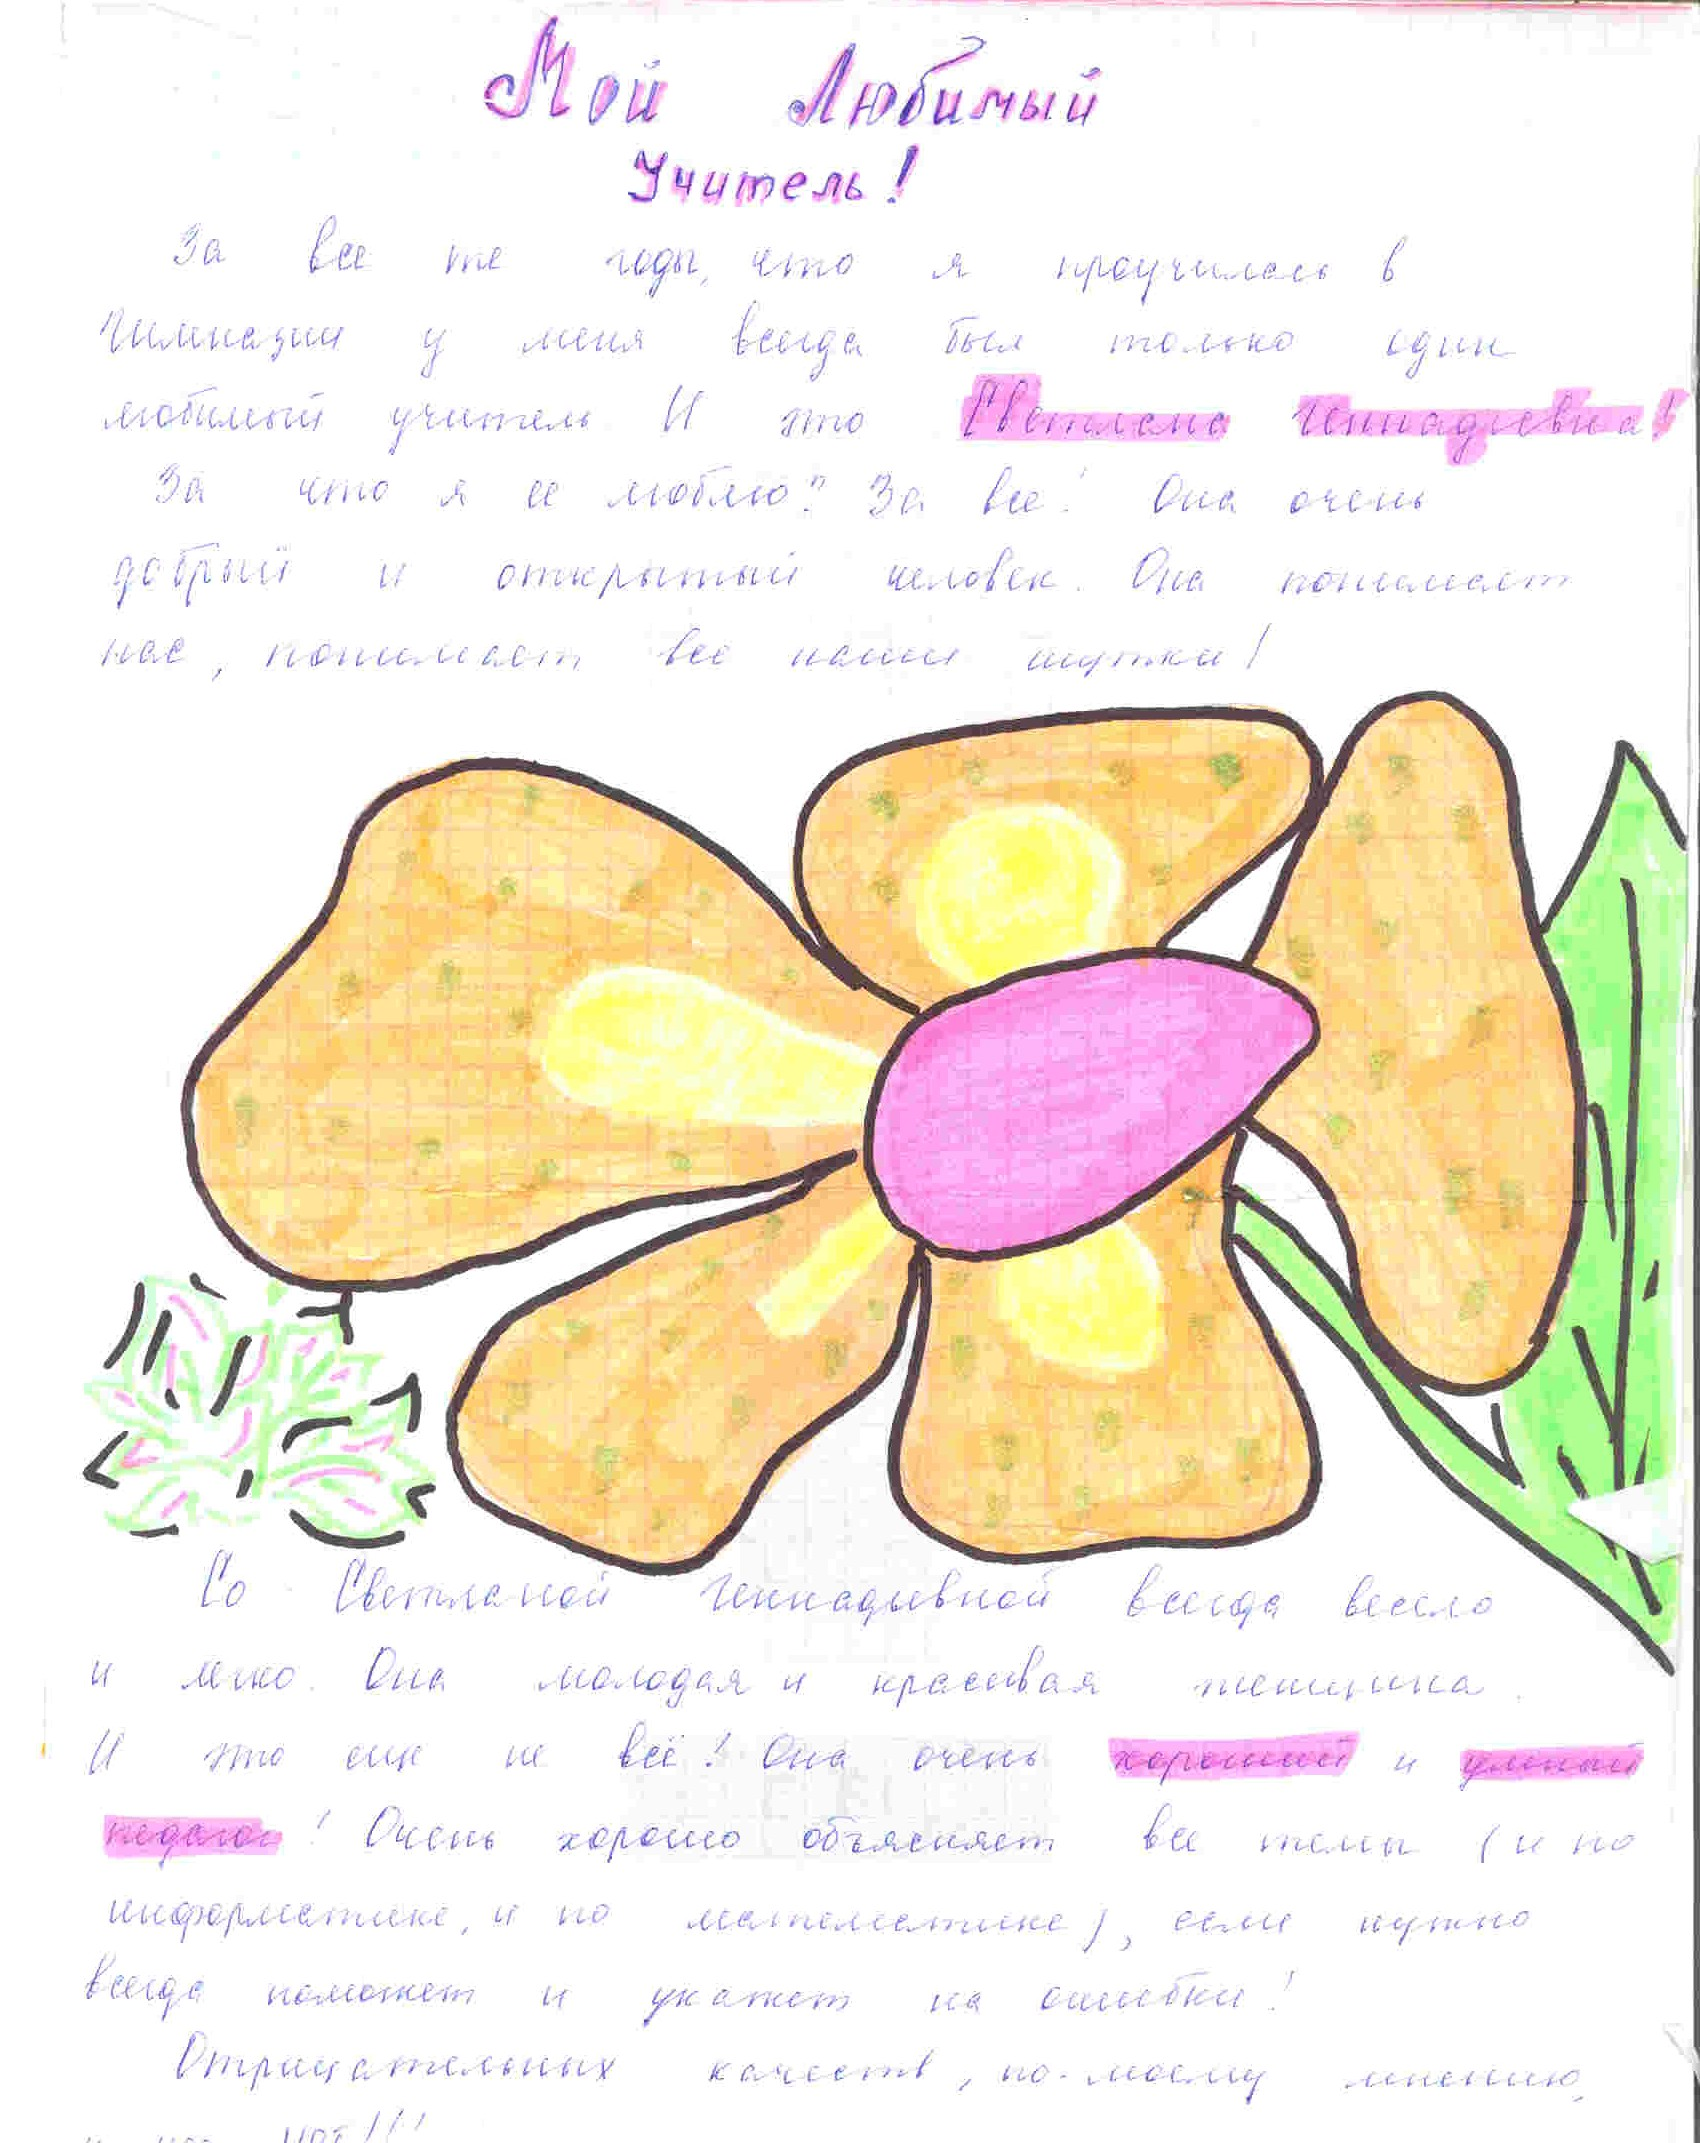 Мой Любимый
Учитель!
За все те годы, что я проучилась в
Гимназии у меня всегда был только один
любимый учитель И это Светлана Геннадиевна!
За что я ее люблю? За все! Она очень
добрый и открытый человек. Она понимает
нас, понимает все наши шутки!
Со Светланой Геннадьевной всегда весело
и легко. Она молодая и красивая женщина.
И это еще не всё! Она очень хороший и умный
педагог! Очень хорошо объясняет все темы (и по
информатике, и по математике), если нужно
всегда поможет и укажет на ошибки!
Отрицательных качеств, по-моему мнению,
у нее нет!!!